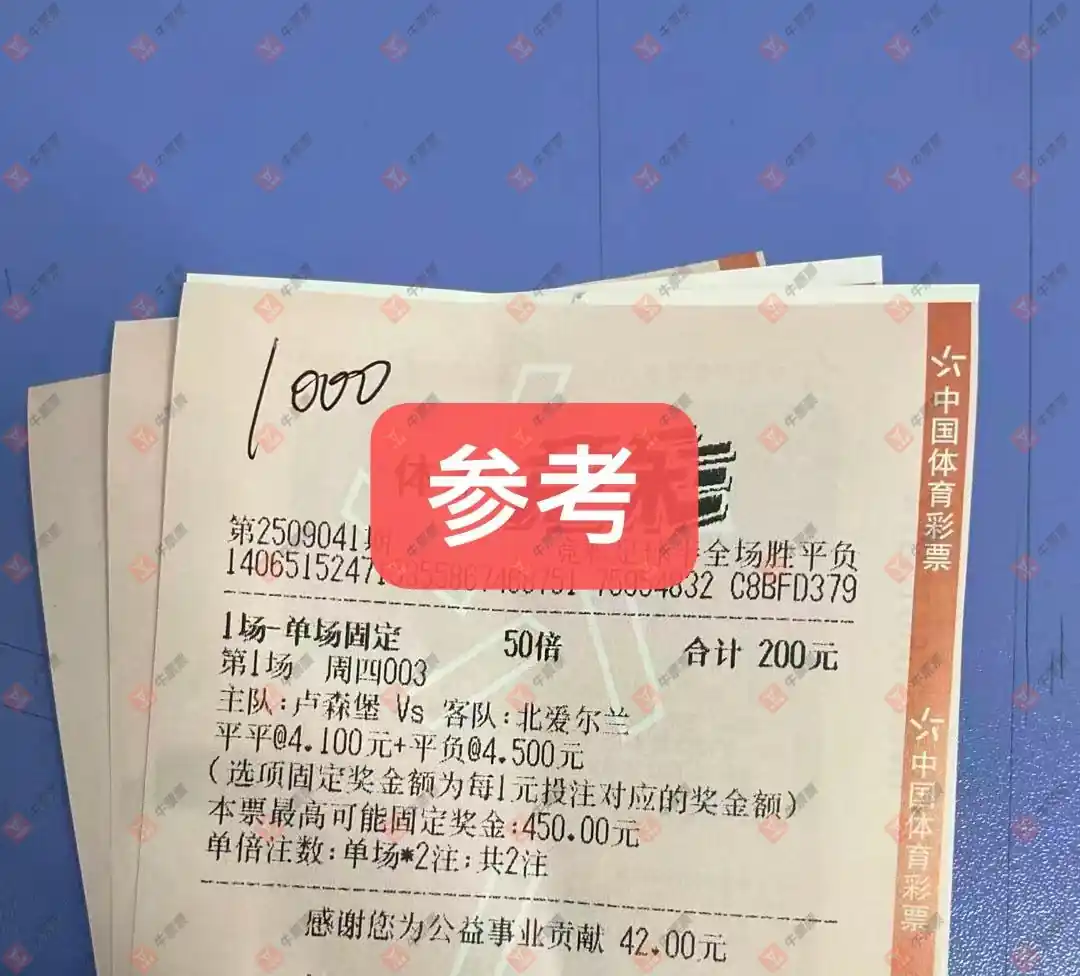 1000
参考
体
第2509041期
全场胜平负
C8BFD379
1场-单场固定 50倍 合计 200元
第1场 周四003
主队:卢森堡 Vs 客队:北爱尔兰
平平@4.100元+平负@4.500元
(选项固定奖金额为每1元投注对应的奖金额)
本票最高可能固定奖金:450.00元
单倍注数:单场*2注;共2注
感谢您为公益事业贡献 42.00元
中国体育彩票
中国体育彩票
牛票票